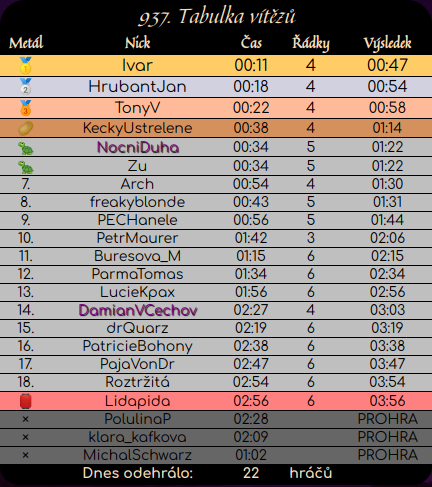 937. Tabulka vítězů
Metál Nick Čas Řádky Výsledek
Ivar 00:11 4 00:47
HrubantJan 00:18 4 00:54
TonyV 00:22 4 00:58
KeckyUstrelene 00:38 4 01:14
NocniDuha 00:34 5 01:22
Zu 00:34 5 01:22
7. Arch 00:54 4 01:30
8. freakyblonde 00:43 5 01:31
9. PECHanele 00:56 5 01:44
10. PetrMaurer 01:42 3 02:06
11. Buresova_M 01:15 6 02:15
12. ParmaTomas 01:34 6 02:34
13. LucieKpax 01:56 6 02:56
14. DamianVCechov 02:27 4 03:03
15. drQuarz 02:19 6 03:19
16. PatricieBohony 02:38 6 03:38
17. PajaVonDr 02:47 6 03:47
18. Roztržitá 02:54 6 03:54
Lidapida 02:56 6 03:56
× PolulinaP 02:28 PROHRA
× klara_kafkova 02:09 PROHRA
× MichalSchwarz 01:02 PROHRA
Dnes odehrálo: 22 hráčů